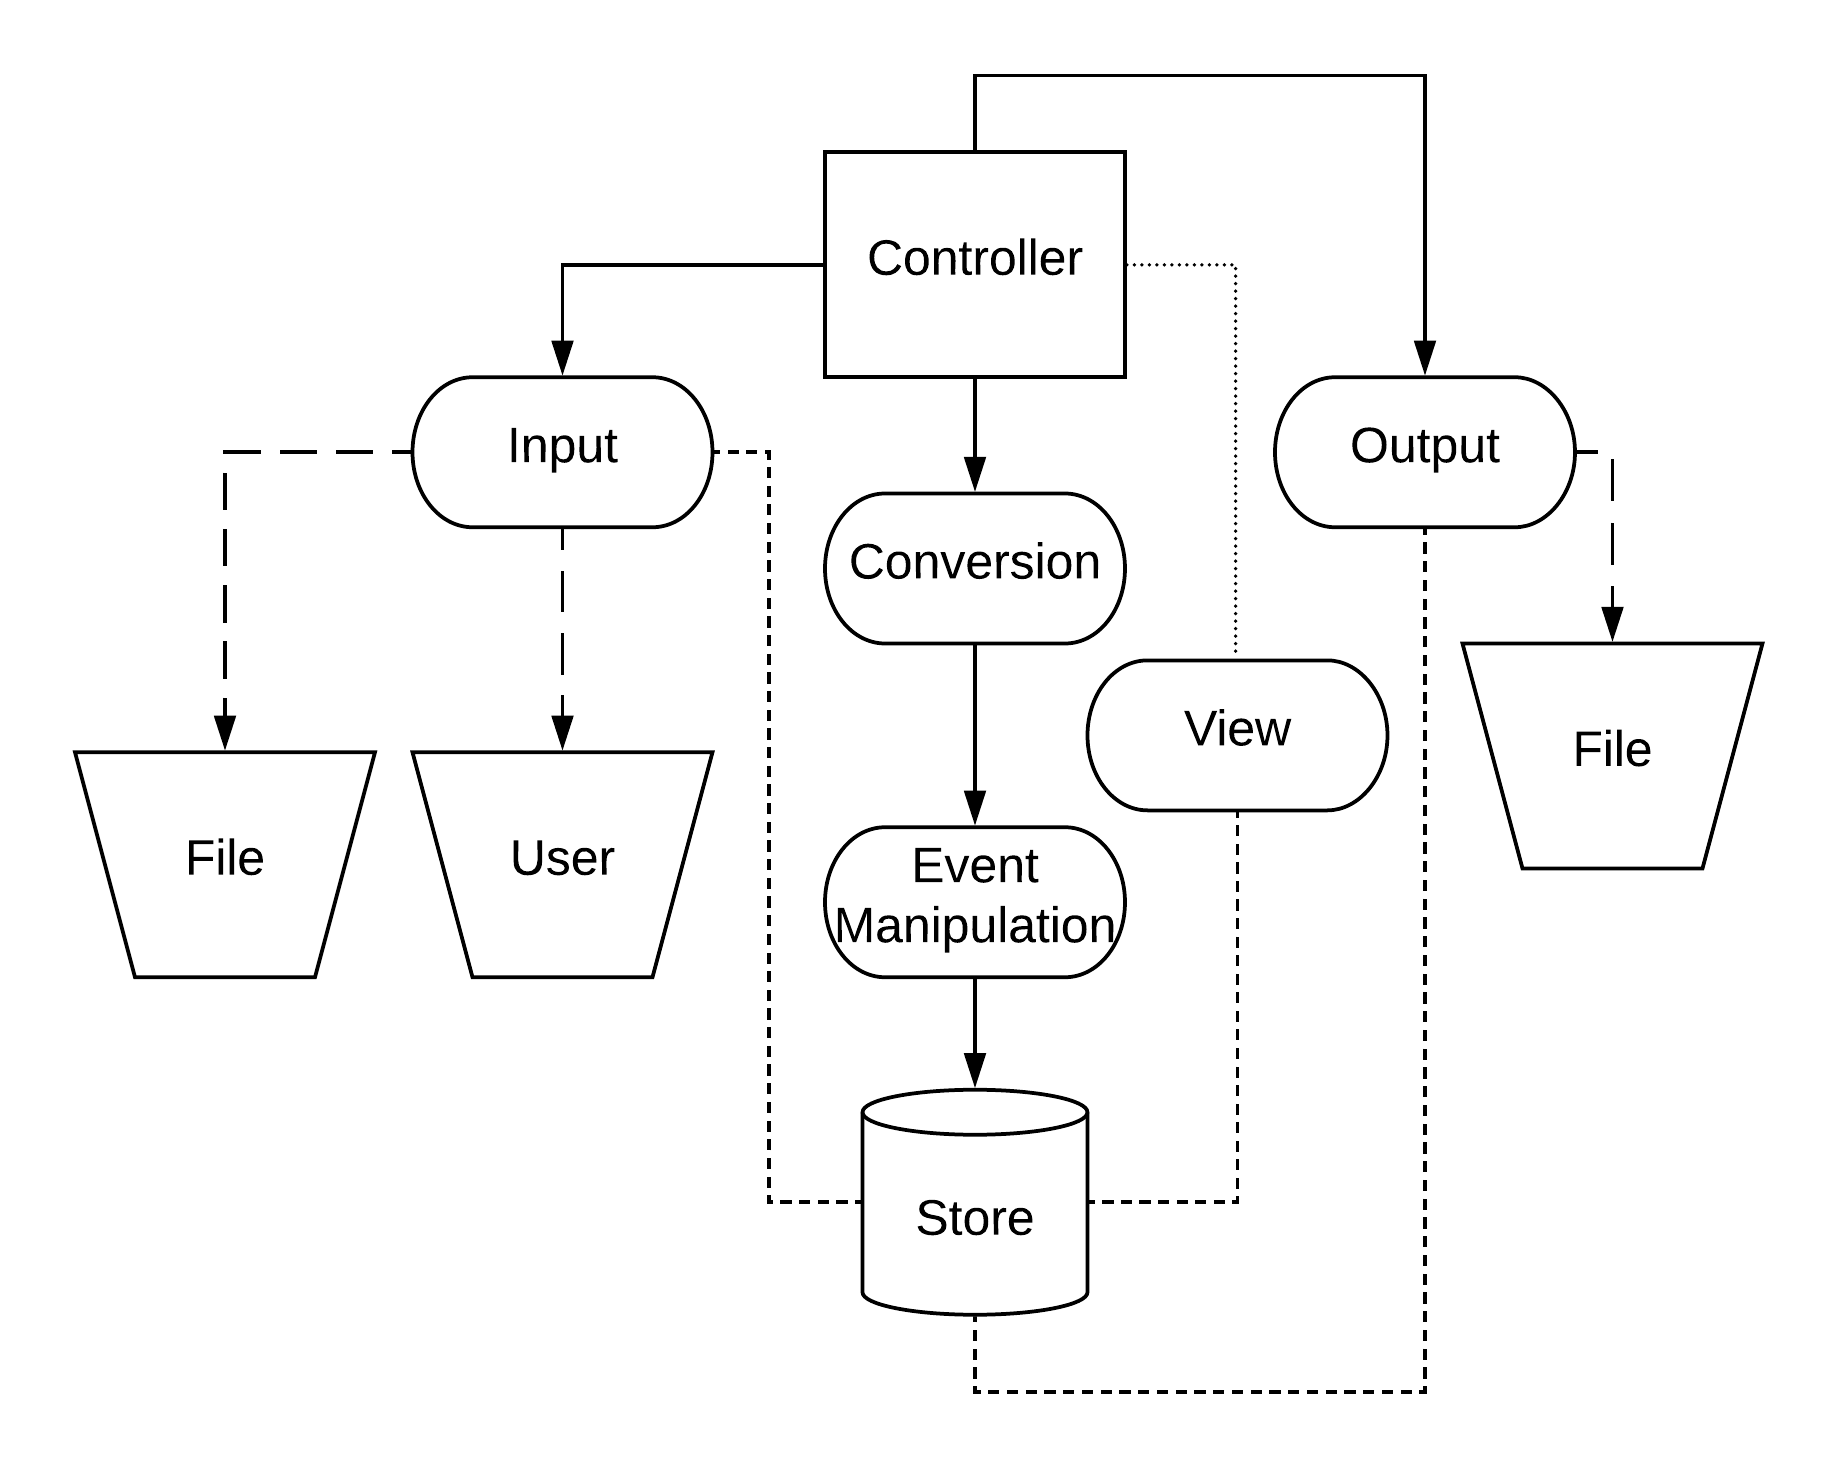 Controller
Input
Output
Conversion
View
File
File
User
Event
Manipulation
Store